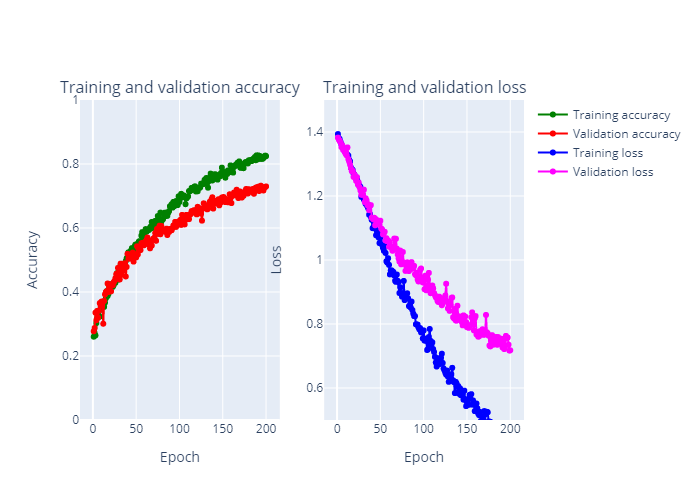 Training and validation accuracy
Training and validation loss
1
0.8
0.6
0.4
0.2
0
0
50
100
150
200
Accuracy
Epoch
1.4
1.2
1
0.8
0.6
0
50
100
150
200
Loss
Epoch
Training accuracy
Validation accuracy
Training loss
Validation loss